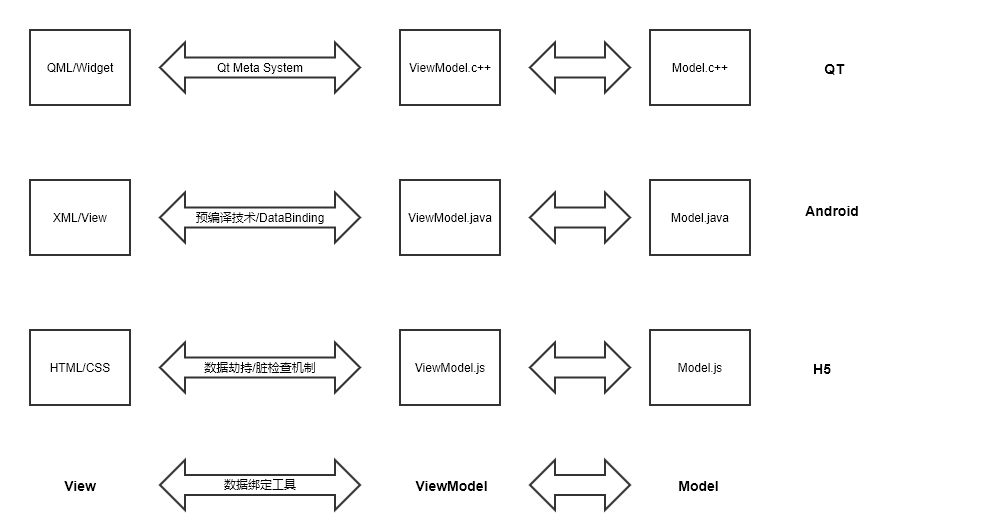 QML/Widget
Qt Meta System
ViewModel.c++
Model.c++
QT
XML/View
预编译技术/DataBinding
ViewModel.java
Model.java
Android
HTML/CSS
数据劫持/脏检查机制
ViewModel.js
Model.js
H5
View
数据绑定工具
ViewModel
Model